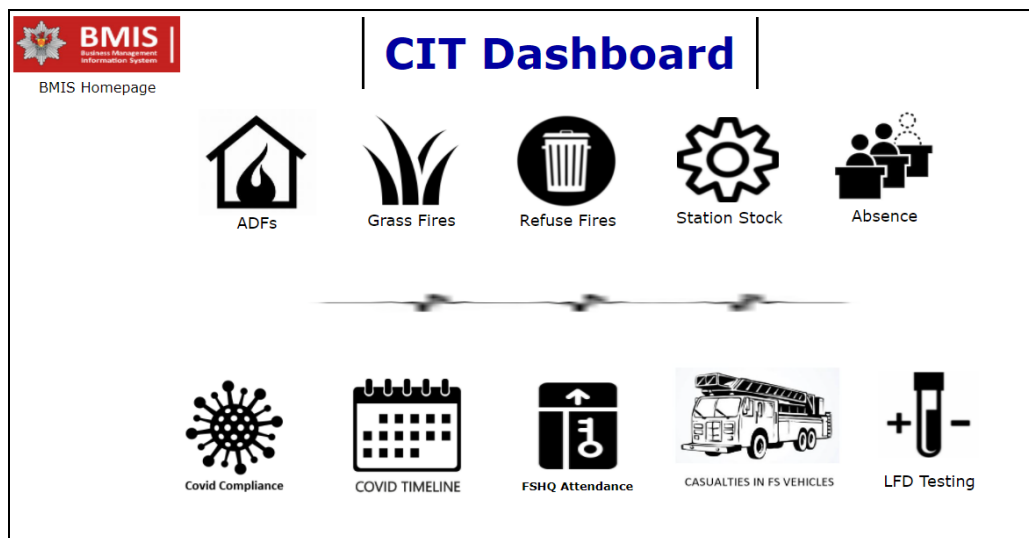 BMIS
Business Management
Information System
BMIS Homepage
CIT Dashboard
ADFs
Grass Fires
Refuse Fires
Station Stock
Absence
Covid Compliance
COVID TIMELINE
FSHQ Attendance
CASUALTIES IN FS VEHICLES
LFD Testing